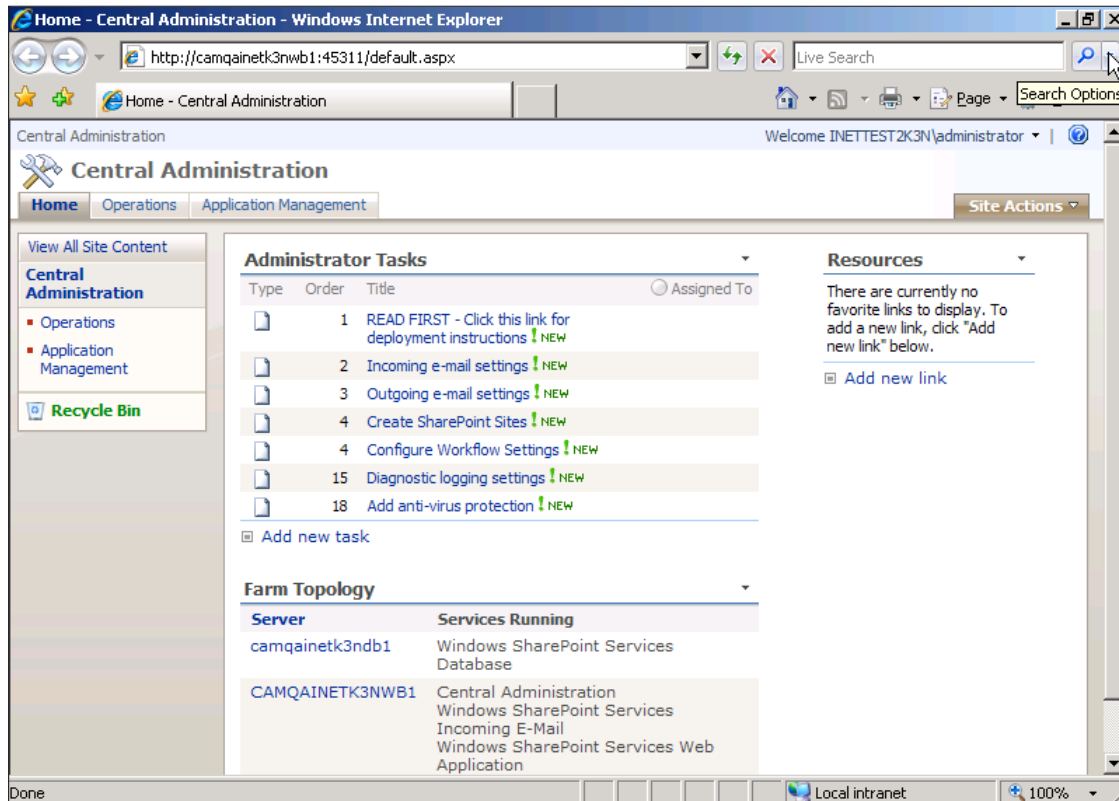 Home - Central Administration - Windows Internet Explorer
http://camqainetk3nwb1:45311/default.aspx
Live Search
Home - Central Administration
Page
Search Options
Central Administration
Welcome INETTEST2K3N\administrator
Central Administration
Home
Operations
Application Management
Site Actions
View All Site Content
Central
Administration
Operations
Application
Management
Recycle Bin
Administrator Tasks
Type Order Title Assigned To
1 READ FIRST - Click this link for
deployment instructions ! NEW
2 Incoming e-mail settings ! NEW
3 Outgoing e-mail settings ! NEW
4 Create SharePoint Sites ! NEW
4 Configure Workflow Settings ! NEW
15 Diagnostic logging settings ! NEW
18 Add anti-virus protection ! NEW
Add new task
Farm Topology
Server Services Running
camqainetk3ndb1 Windows SharePoint Services
Database
CAMQAINETK3NWB1 Central Administration
Windows SharePoint Services
Incoming E-Mail
Windows SharePoint Services Web
Application
Resources
There are currently no
favorite links to display. To
add a new link, click "Add
new link" below.
Add new link
Done
Local intranet
100%